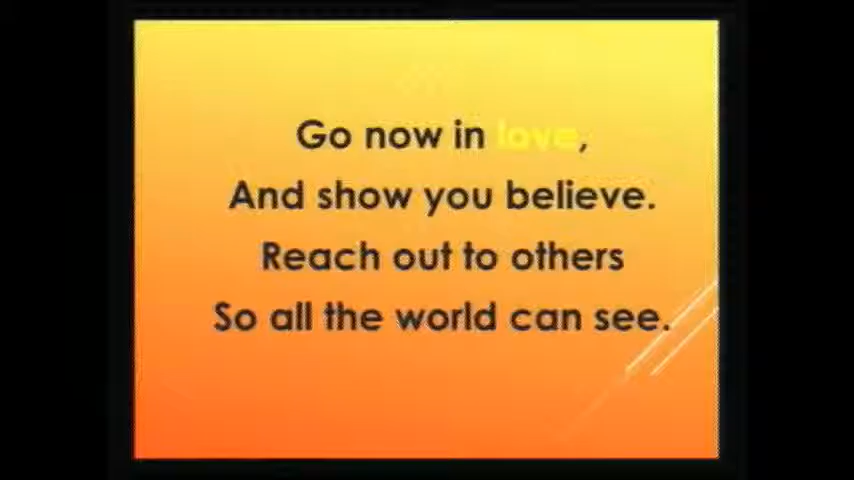 Go now in love,
And show you believe.
Reach out to others
So all the world can see.